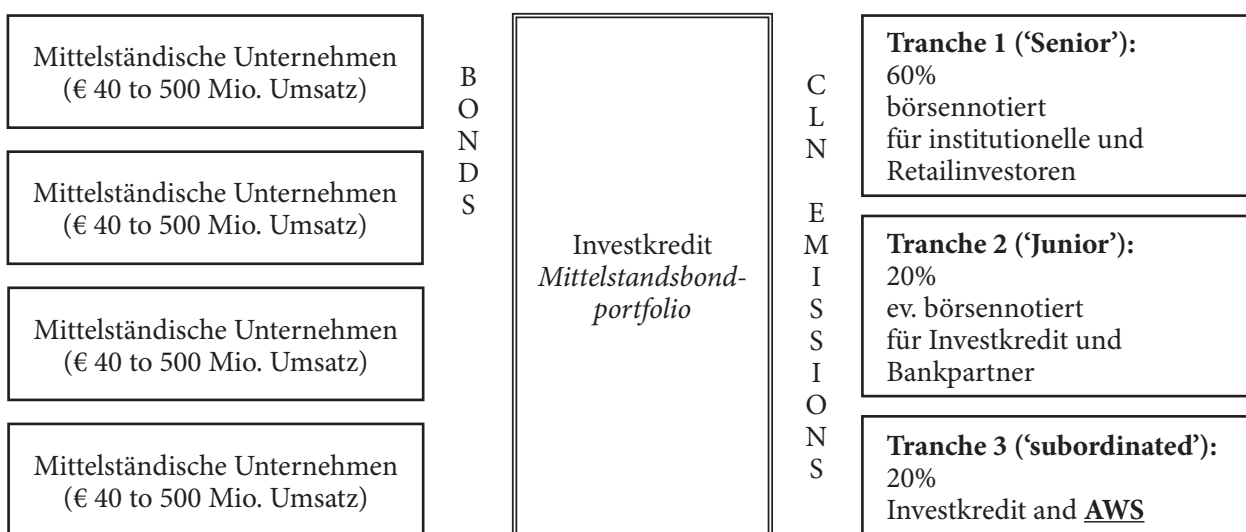 Mittelständische Unternehmen
(€ 40 to 500 Mio. Umsatz)
Mittelständische Unternehmen
(€ 40 to 500 Mio. Umsatz)
Mittelständische Unternehmen
(€ 40 to 500 Mio. Umsatz)
Mittelständische Unternehmen
(€ 40 to 500 Mio. Umsatz)
BONDS
Investkredit
Mittelstandsbond-
portfolio
CLN EMISSIONS
Tranche 1 (‘Senior’):
60%
börsennotiert
für institutionelle und
Retailinvestoren
Tranche 2 (‘Junior’):
20%
ev. börsennotiert
für Investkredit und
Bankpartner
Tranche 3 (‘subordinated’):
20%
Investkredit and AWS